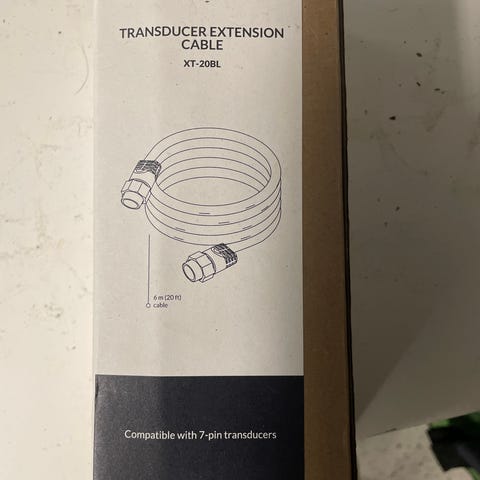 TRANSDUCER EXTENSION
CABLE
XT-20BL
6 m (20 ft)
cable
Compatible with 7-pin transducers